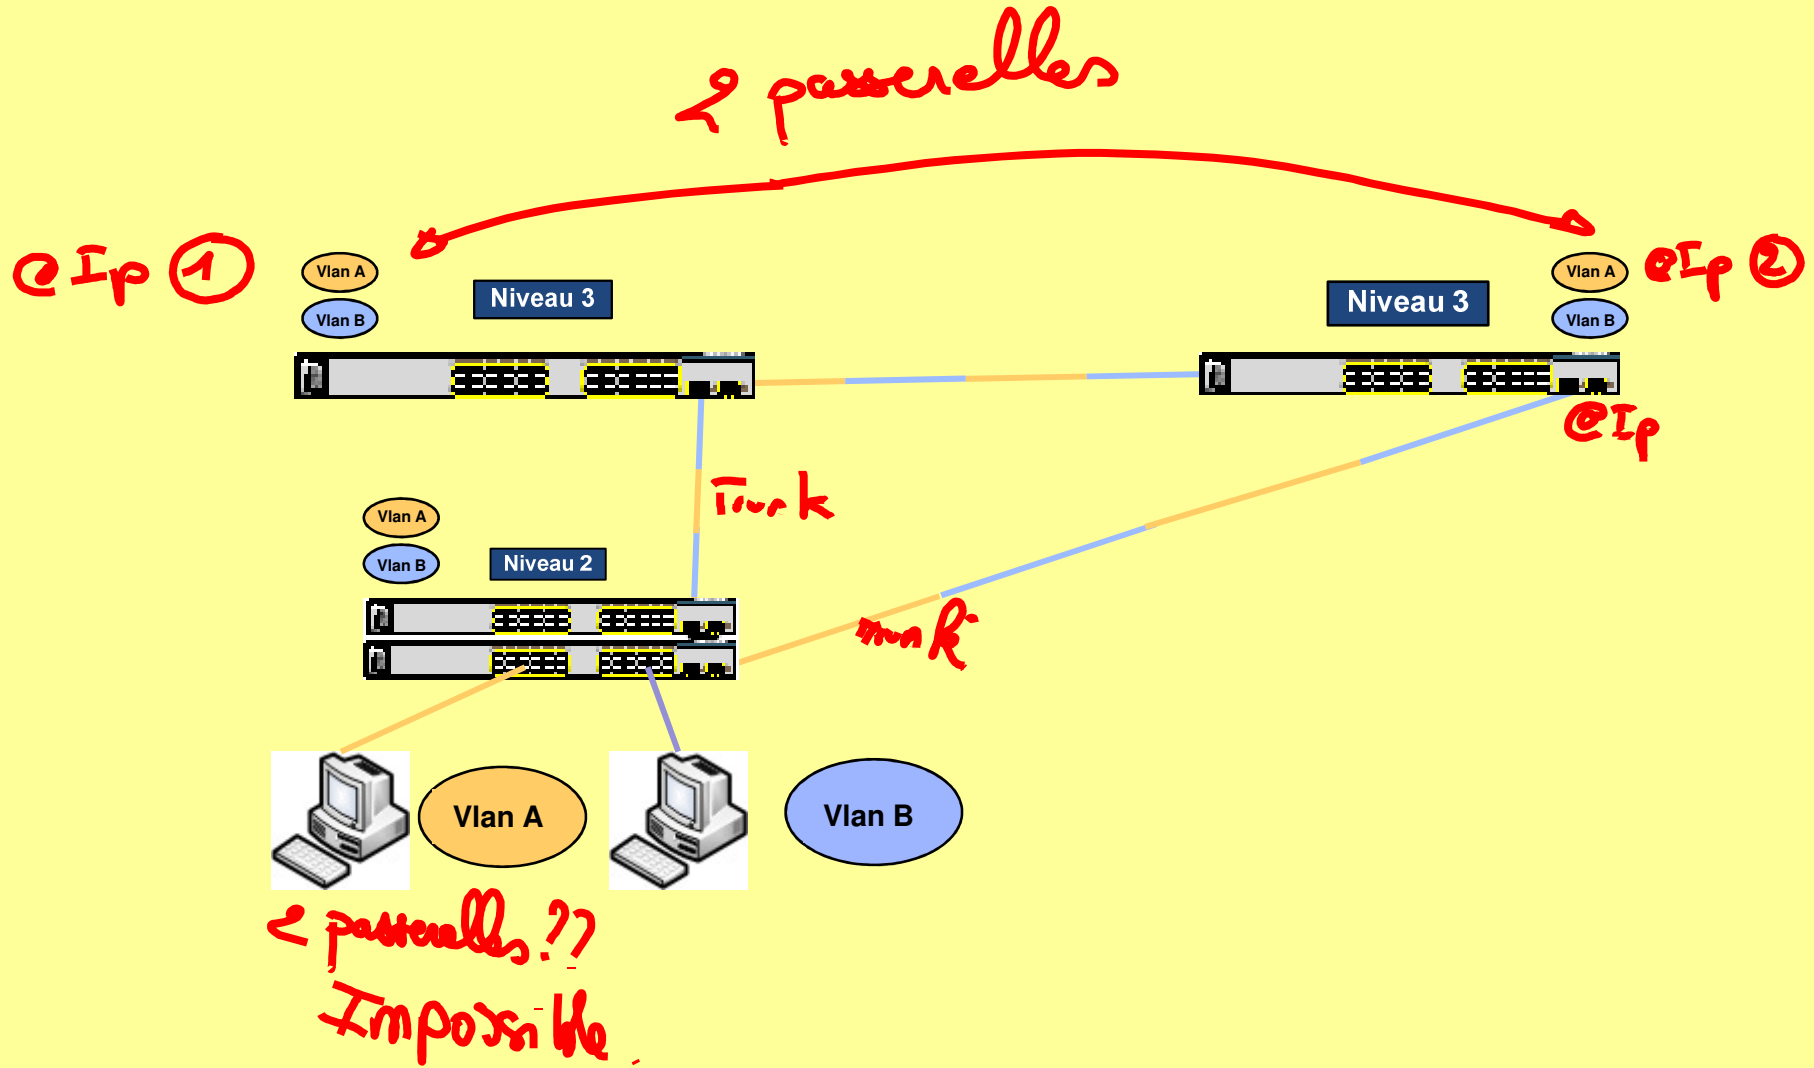 2 passerelles
@Ip 1
Vlan A
Vlan B
Niveau 3
Niveau 3
Vlan A
Vlan B
@Ip 2
@Ip
Trunk
Vlan A
Vlan B
Niveau 2
trunk
Vlan A
Vlan B
2 passerelles ??
Impossible.